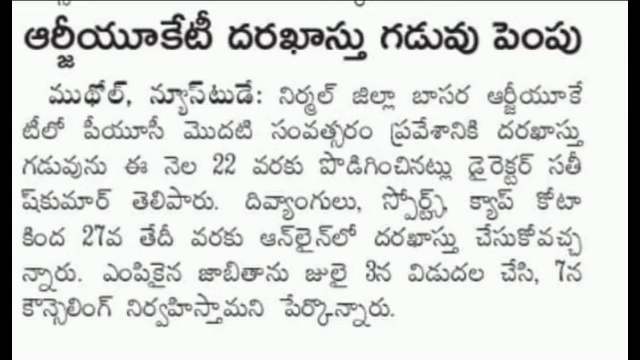 ఆర్జీయూకేటీ దరఖాస్తు గడువు పెంపు
ముథోల్, న్యూస్‌టుడే: నిర్మల్ జిల్లా బాసర ఆర్జీయూకే
టీలో పీయూసీ మొదటి సంవత్సరం ప్రవేశానికి దరఖాస్తు
గడువును ఈ నెల 22 వరకు పొడిగించినట్లు డైరెక్టర్ సతీ
ష్‌కుమార్ తెలిపారు. దివ్యాంగులు, స్పోర్ట్స్, క్యాప్ కోటా
కింద 27వ తేదీ వరకు ఆన్‌లైన్‌లో దరఖాస్తు చేసుకోవచ్చ
న్నారు. ఎంపికైన జాబితాను జులై 3న విడుదల చేసి, 7న
కౌన్సెలింగ్ నిర్వహిస్తామని పేర్కొన్నారు.